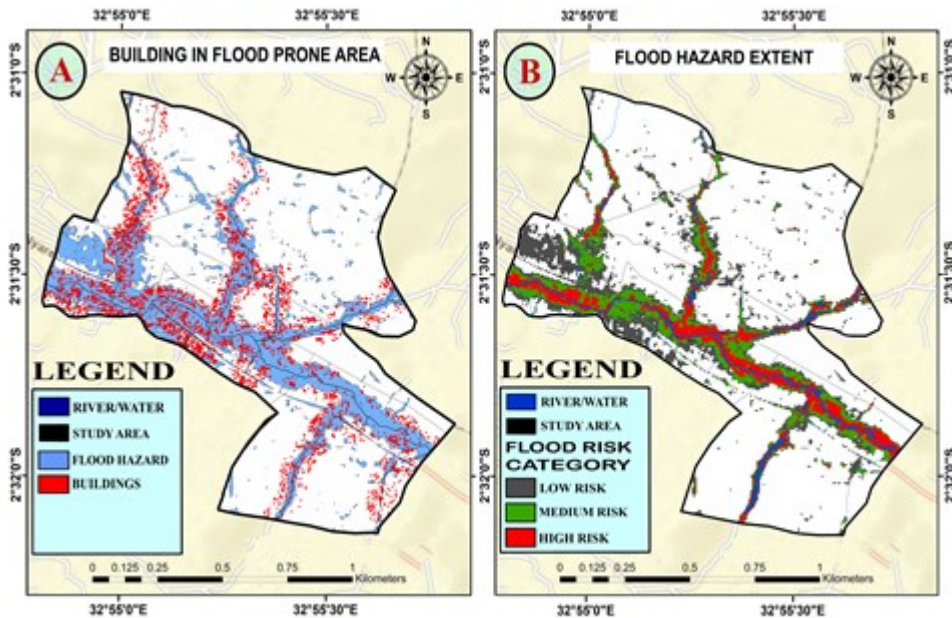 32°55'0"E 32°55'30"E 32°55'0"E 32°55'30"E
A BUILDING IN FLOOD PRONE AREA
N
W E
S
B FLOOD HAZARD EXTENT
N
W E
S
2°31'0"S 2°31'0"S 2°31'0"S
2°31'30"S 2°31'30"S 2°31'30"S
2°32'0"S 2°32'0"S 2°32'0"S
LEGEND
RIVER/WATER
STUDY AREA
FLOOD HAZARD
BUILDINGS
0 0.125 0.25 0.5 0.75 1
Kilometers
LEGEND
RIVER/WATER
STUDY AREA
FLOOD RISK
CATEGORY
LOW RISK
MEDIUM RISK
HIGH RISK
0 0.125 0.25 0.5 0.75 1
Kilometers
32°55'0"E 32°55'30"E 32°55'0"E 32°55'30"E